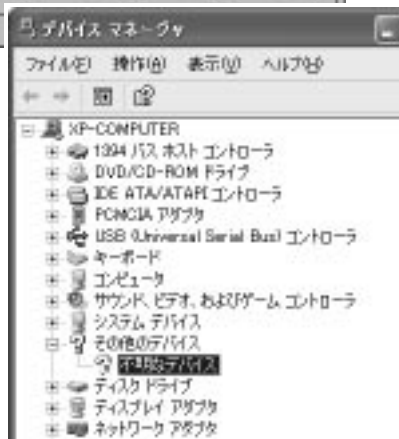 デバイス マネージャ
ファイル(F) 操作(A) 表示(V) ヘルプ(H)
XP-COMPUTER
1394 バス ホスト コントローラ
DVD/CD-ROM ドライブ
IDE ATA/ATAPI コントローラ
PCMCIA アダプタ
USB (Universal Serial Bus) コントローラ
キーボード
コンピュータ
サウンド、ビデオ、およびゲーム コントローラ
システム デバイス
その他のデバイス
不明なデバイス
ディスク ドライブ
ディスプレイ アダプタ
ネットワーク アダプタ